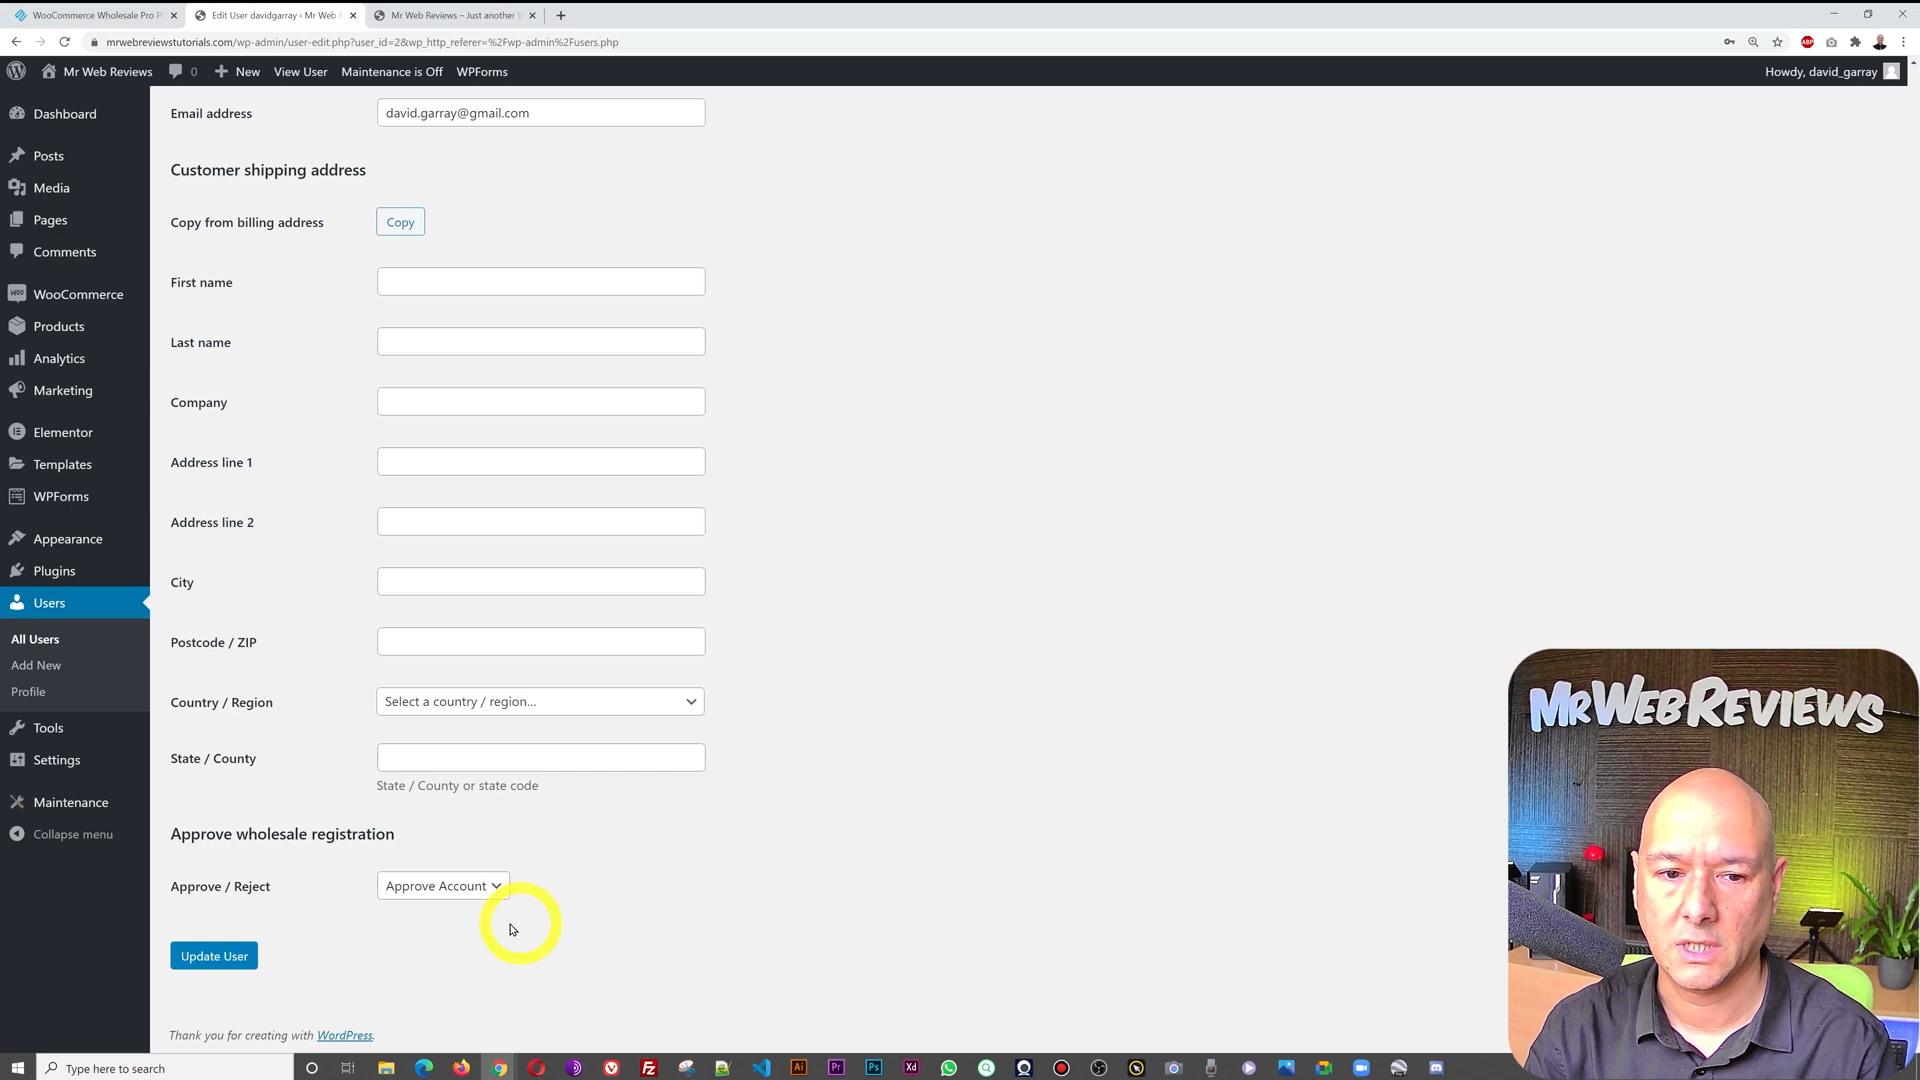 WooCommerce Wholesale Pro P
Edit User davidgarray ‹ Mr Web
Mr Web Reviews – Just another
mrwebreviewstutorials.com/wp-admin/user-edit.php?user_id=2&wp_http_referer=%2Fwp-admin%2Fusers.php
ABP
Mr Web Reviews
0
New
View User
Maintenance is Off
WPForms
Howdy, david_garray
Dashboard
Posts
Media
Pages
Comments
WooCommerce
Products
Analytics
Marketing
Elementor
Templates
WPForms
Appearance
Plugins
Users
All Users
Add New
Profile
Tools
Settings
Maintenance
Collapse menu
Email address
david.garray@gmail.com
Customer shipping address
Copy from billing address
Copy
First name
Last name
Company
Address line 1
Address line 2
City
Postcode / ZIP
Country / Region
Select a country / region...
State / County
State / County or state code
Approve wholesale registration
Approve / Reject
Approve Account
Update User
Thank you for creating with WordPress.
MRWEBREVIEWS
Type here to search
Ai
Pr
Ps
Xd